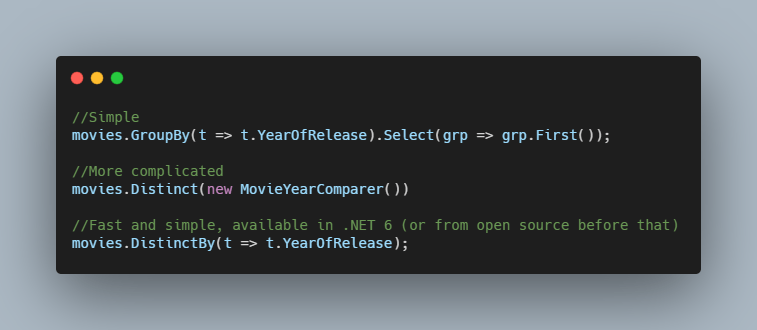 //Simple
movies.GroupBy(t => t.YearOfRelease).Select(grp => grp.First());
//More complicated
movies.Distinct(new MovieYearComparer())
//Fast and simple, available in .NET 6 (or from open source before that)
movies.DistinctBy(t => t.YearOfRelease);